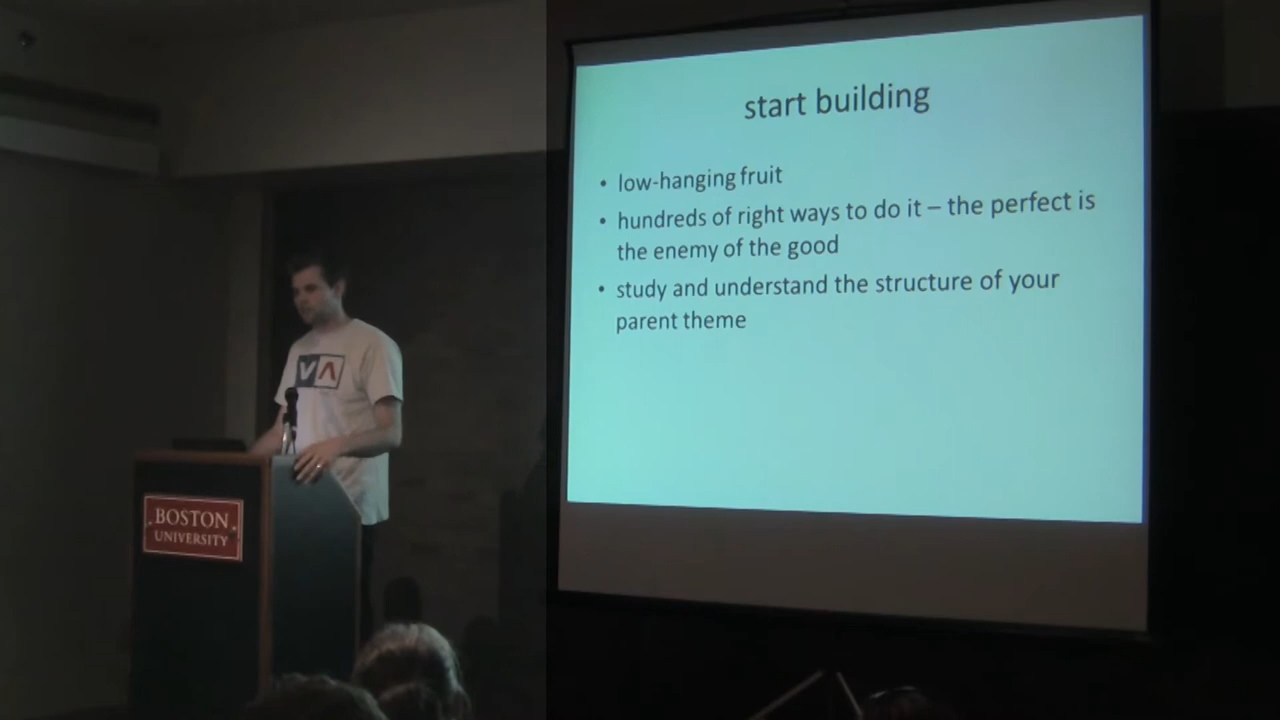 start building
• low-hanging fruit
• hundreds of right ways to do it – the perfect is
the enemy of the good
• study and understand the structure of your
parent theme
VA
BOSTON
UNIVERSITY